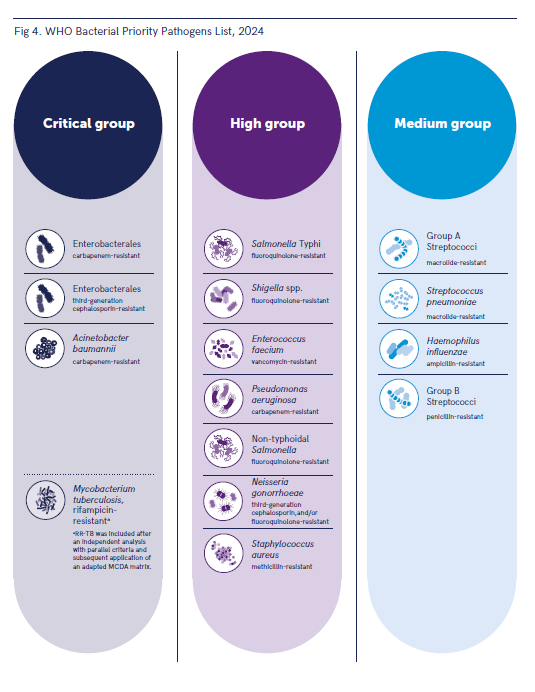 Fig 4. WHO Bacterial Priority Pathogens List, 2024
Critical group
Enterobacterales
carbapenem-resistant
Enterobacterales
third-generation
cephalosporin-resistant
Acinetobacter
baumannii
carbapenem-resistant
Mycobacterium
tuberculosis,
rifampicin-
resistantᵃ
ᵃRR-TB was included after
an independent analysis
with parallel criteria and
subsequent application of
an adapted MCDA matrix.
High group
Salmonella Typhi
fluoroquinolone-resistant
Shigella spp.
fluoroquinolone-resistant
Enterococcus
faecium
vancomycin-resistant
Pseudomonas
aeruginosa
carbapenem-resistant
Non-typhoidal
Salmonella
fluoroquinolone-resistant
Neisseria
gonorrhoeae
third-generation
cephalosporin,and/or
fluoroquinolone-resistant
Staphylococcus
aureus
methicillin-resistant
Medium group
Group A
Streptococci
macrolide-resistant
Streptococcus
pneumoniae
macrolide-resistant
Haemophilus
influenzae
ampicillin-resistant
Group B
Streptococci
penicillin-resistant